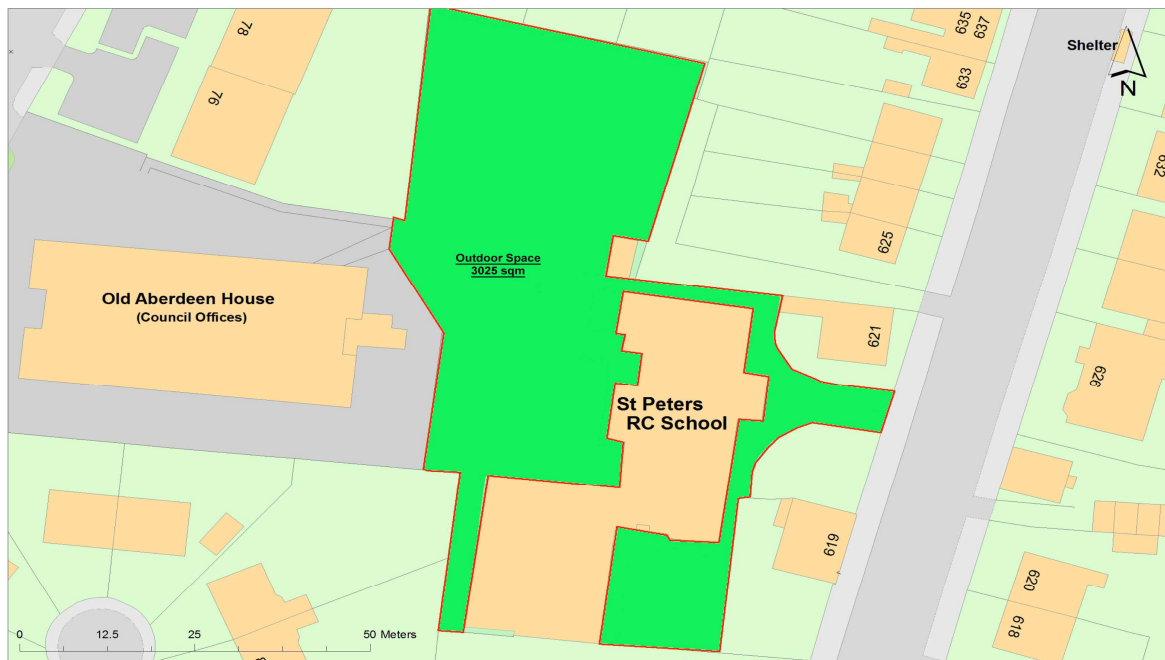 78
76
635
637
633
Shelter
N
632
625
Outdoor Space
3025 sqm
Old Aberdeen House
(Council Offices)
621
626
St Peters
RC School
619
620
618
0 12.5 25 50 Meters